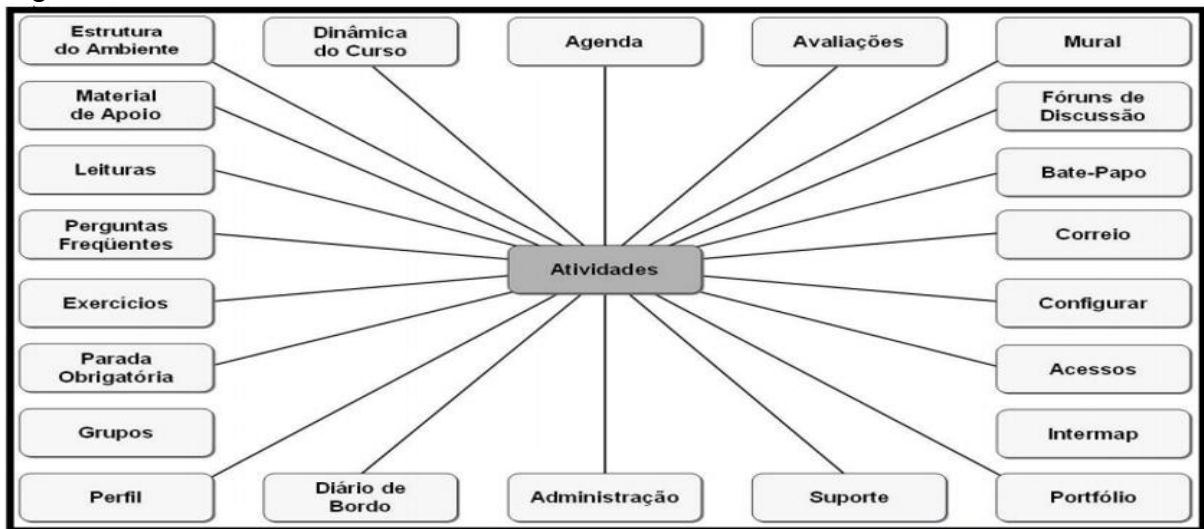 Estrutura
do Ambiente
Dinâmica
do Curso
Agenda
Avaliações
Mural
Material
de Apoio
Fóruns de
Discussão
Leituras
Bate-Papo
Perguntas
Freqüentes
Correio
Atividades
Exercícios
Configurar
Parada
Obrigatória
Acessos
Grupos
Intermap
Perfil
Diário de
Bordo
Administração
Suporte
Portfólio